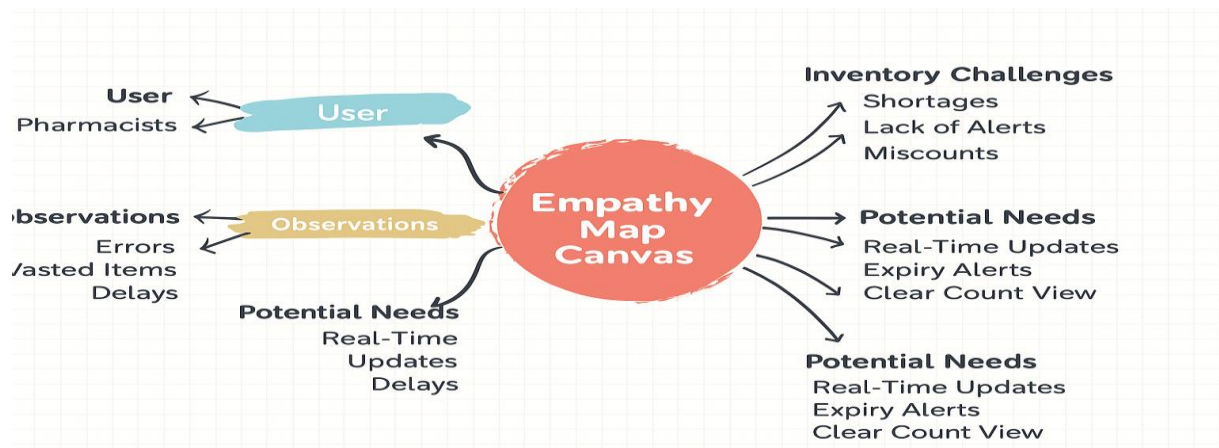 User
Pharmacists
User
bservations
Errors
Vasted Items
Delays
Observations
Potential Needs
Real-Time
Updates
Delays
Empathy
Map
Canvas
Inventory Challenges
Shortages
Lack of Alerts
Miscounts
Potential Needs
Real-Time Updates
Expiry Alerts
Clear Count View
Potential Needs
Real-Time Updates
Expiry Alerts
Clear Count View